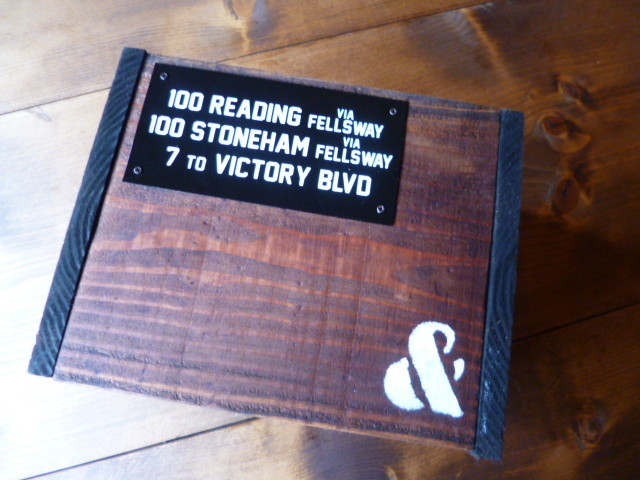 100 READING VIA FELLSWAY
100 STONEHAM VIA FELLSWAY
7 TO VICTORY BLVD
&